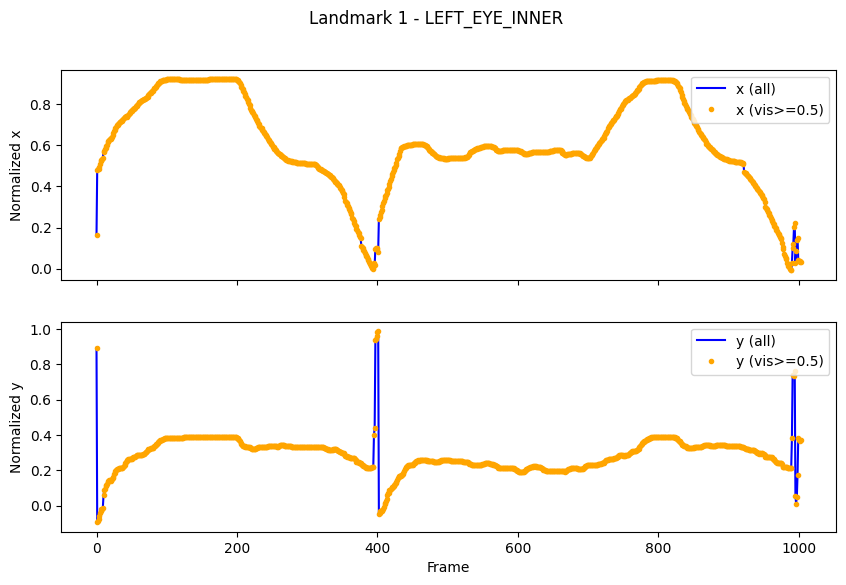 Landmark 1 - LEFT_EYE_INNER
Normalized x
0.8
0.6
0.4
0.2
0.0
x (all)
x (vis>=0.5)
Normalized y
1.0
0.8
0.6
0.4
0.2
0.0
y (all)
y (vis>=0.5)
0
200
400
600
800
1000
Frame